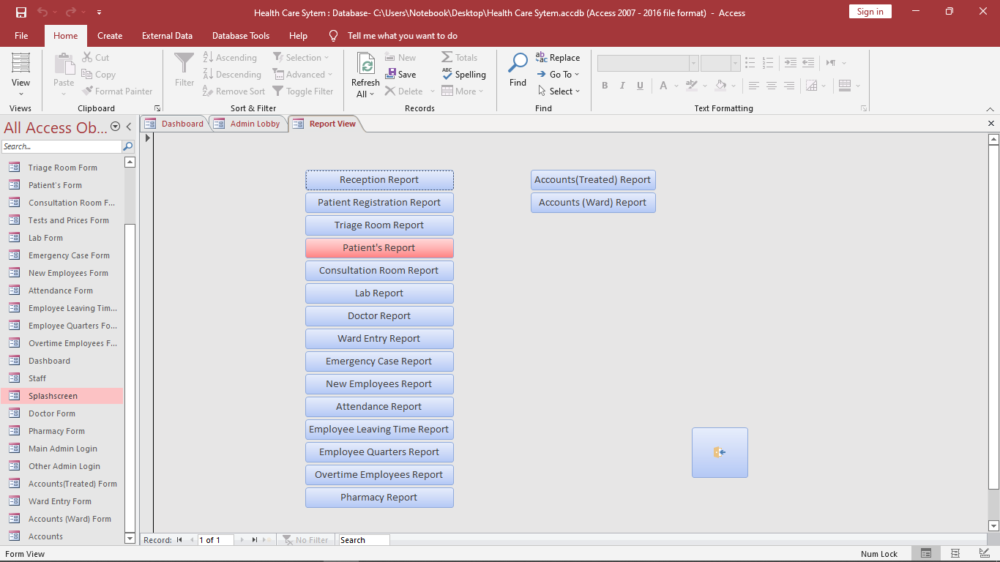 Health Care Sytem : Database- C:\Users\Notebook\Desktop\Health Care Sytem.accdb (Access 2007 - 2016 file format) - Access
Sign in
File
Home
Create
External Data
Database Tools
Help
Tell me what you want to do
View
Views
Paste
Cut
Copy
Format Painter
Clipboard
Filter
Ascending
Descending
Remove Sort
Selection
Advanced
Toggle Filter
Sort & Filter
Refresh
All
New
Save
Delete
Totals
Spelling
More
Records
Find
Replace
Go To
Select
Find
B I U
A
Text Formatting
All Access Ob...
Search...
Triage Room Form
Patient's Form
Consultation Room F...
Tests and Prices Form
Lab Form
Emergency Case Form
New Employees Form
Attendance Form
Employee Leaving Tim...
Employee Quarters Fo...
Overtime Employees F...
Dashboard
Staff
Splashscreen
Doctor Form
Pharmacy Form
Main Admin Login
Other Admin Login
Accounts(Treated) Form
Ward Entry Form
Accounts (Ward) Form
Accounts
Dashboard
Admin Lobby
Report View
Reception Report
Patient Registration Report
Triage Room Report
Patient's Report
Consultation Room Report
Lab Report
Doctor Report
Ward Entry Report
Emergency Case Report
New Employees Report
Attendance Report
Employee Leaving Time Report
Employee Quarters Report
Overtime Employees Report
Pharmacy Report
Accounts(Treated) Report
Accounts (Ward) Report
Record:
1 of 1
No Filter
Search
Form View
Num Lock